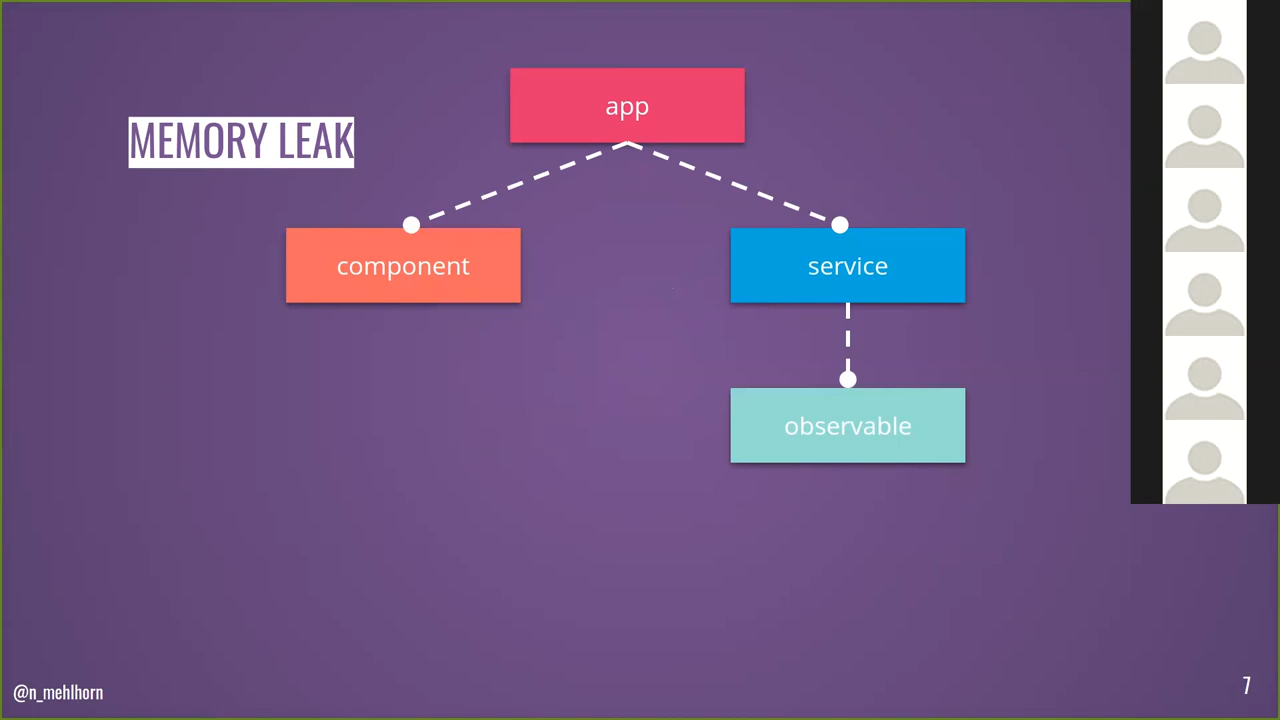 MEMORY LEAK
app
component
service
observable
@n_mehlhorn
7